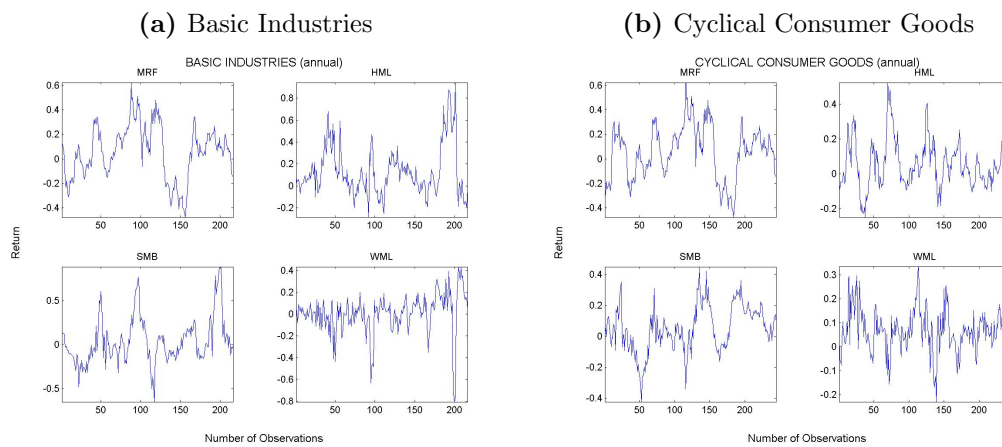 (a) Basic Industries
BASIC INDUSTRIES (annual)
MRF
0.6
0.4
0.2
0
-0.2
-0.4
50 100 150 200
HML
0.8
0.6
0.4
0.2
0
-0.2
50 100 150 200
Return
SMB
0.5
0
-0.5
50 100 150 200
WML
0.4
0.2
0
-0.2
-0.4
-0.6
-0.8
50 100 150 200
Number of Observations
(b) Cyclical Consumer Goods
CYCLICAL CONSUMER GOODS (annual)
MRF
0.6
0.4
0.2
0
-0.2
-0.4
50 100 150 200
HML
0.4
0.2
0
-0.2
50 100 150 200
Return
SMB
0.4
0.2
0
-0.2
-0.4
50 100 150 200
WML
0.3
0.2
0.1
0
-0.1
-0.2
50 100 150 200
Number of Observations